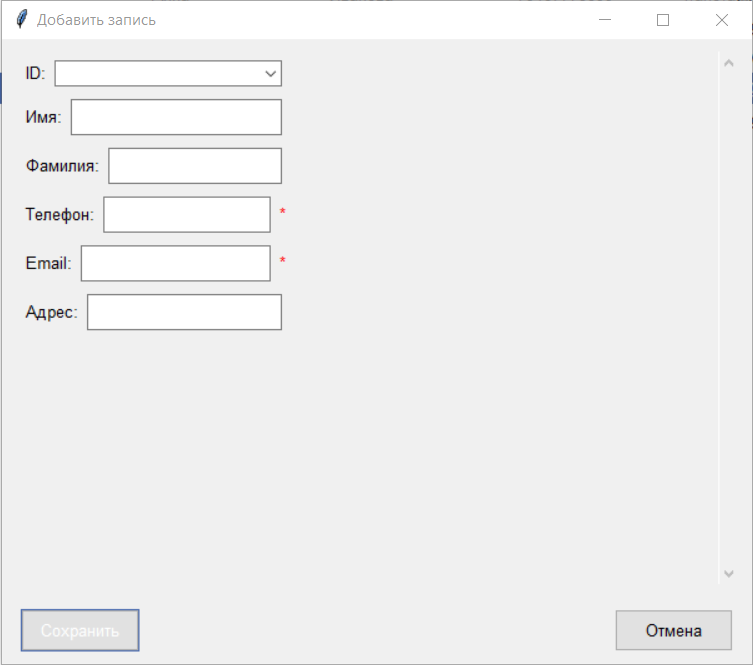 Добавить запись
ID:
Имя:
Фамилия:
Телефон: *
Email: *
Адрес:
Сохранить
Отмена